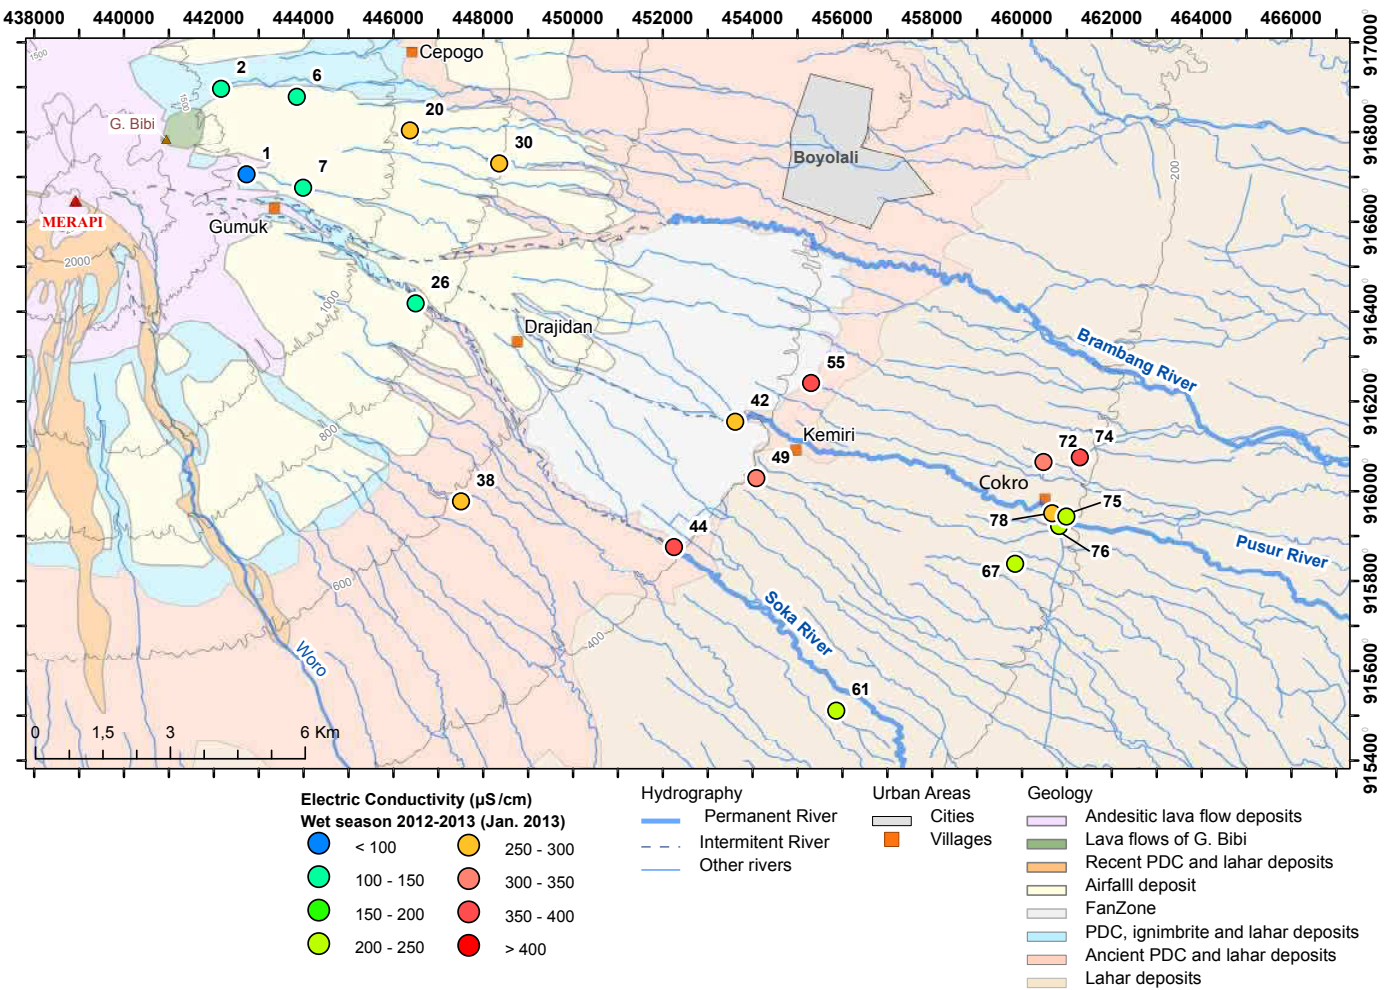 438000 440000 442000 444000 446000 448000 450000 452000 454000 456000 458000 460000 462000 464000 466000
9170000
9168000
9166000
9164000
9162000
9160000
9158000
9156000
9154000
1500
Cepogo
2
6
1500
20
G. Bibi
30
Boyolali
1
7
200
MERAPI
Gumuk
2000
26
1000
Drajidan
Brambang River
55
42
Kemiri
800
72
74
49
38
Cokro
75
78
44
76
Pusur River
67
600
Soka River
400
Woro
61
0 1,5 3 6 Km
Electric Conductivity (µS/cm)
Wet season 2012-2013 (Jan. 2013)
< 100
100 - 150
150 - 200
200 - 250
250 - 300
300 - 350
350 - 400
> 400
Hydrography
Permanent River
Intermitent River
Other rivers
Urban Areas
Cities
Villages
Geology
Andesitic lava flow deposits
Lava flows of G. Bibi
Recent PDC and lahar deposits
Airfalll deposit
FanZone
PDC, ignimbrite and lahar deposits
Ancient PDC and lahar deposits
Lahar deposits